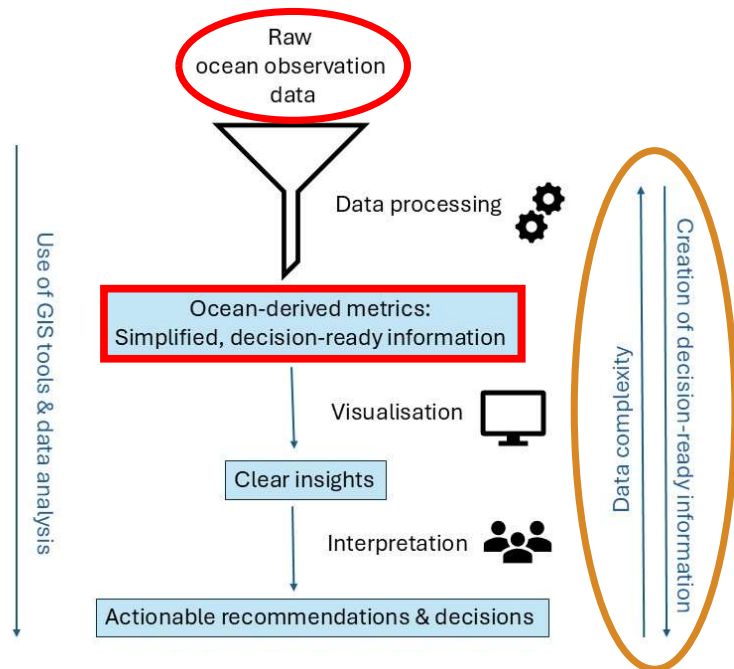 Raw
ocean observation
data
Data processing
Ocean-derived metrics:
Simplified, decision-ready information
Visualisation
Clear insights
Interpretation
Actionable recommendations & decisions
Use of GIS tools & data analysis
Data complexity
Creation of decision-ready information